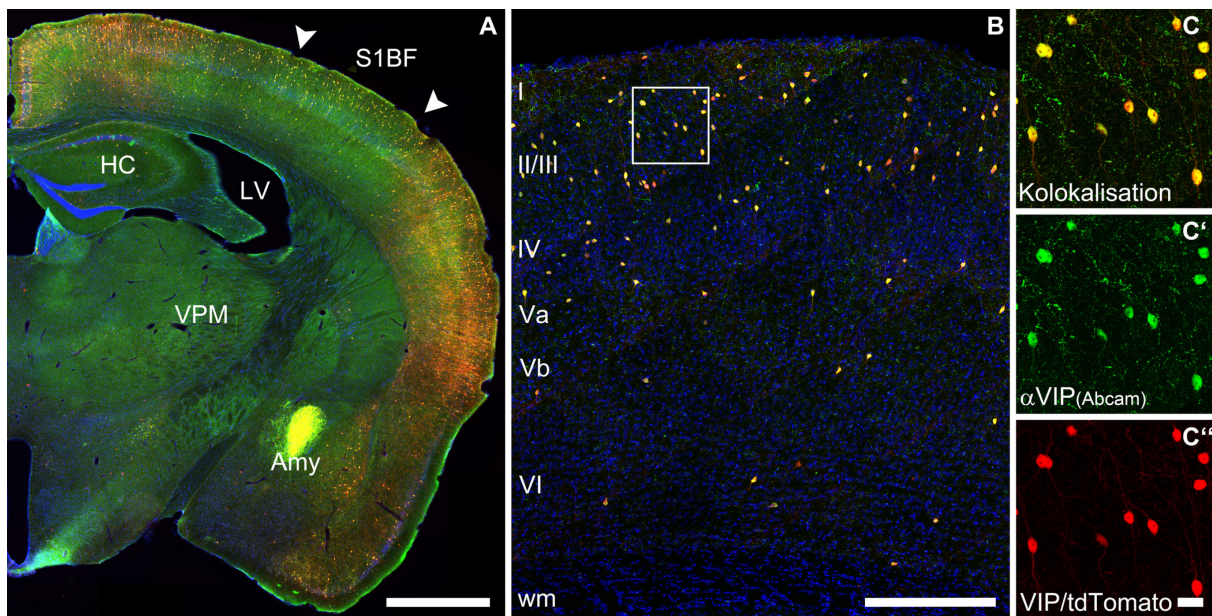 A
S1BF
HC
LV
VPM
Amy
B
I
II/III
IV
Va
Vb
VI
wm
C
Kolokalisation
C‘
αVIP(Abcam)
C‘‘
VIP/tdTomato